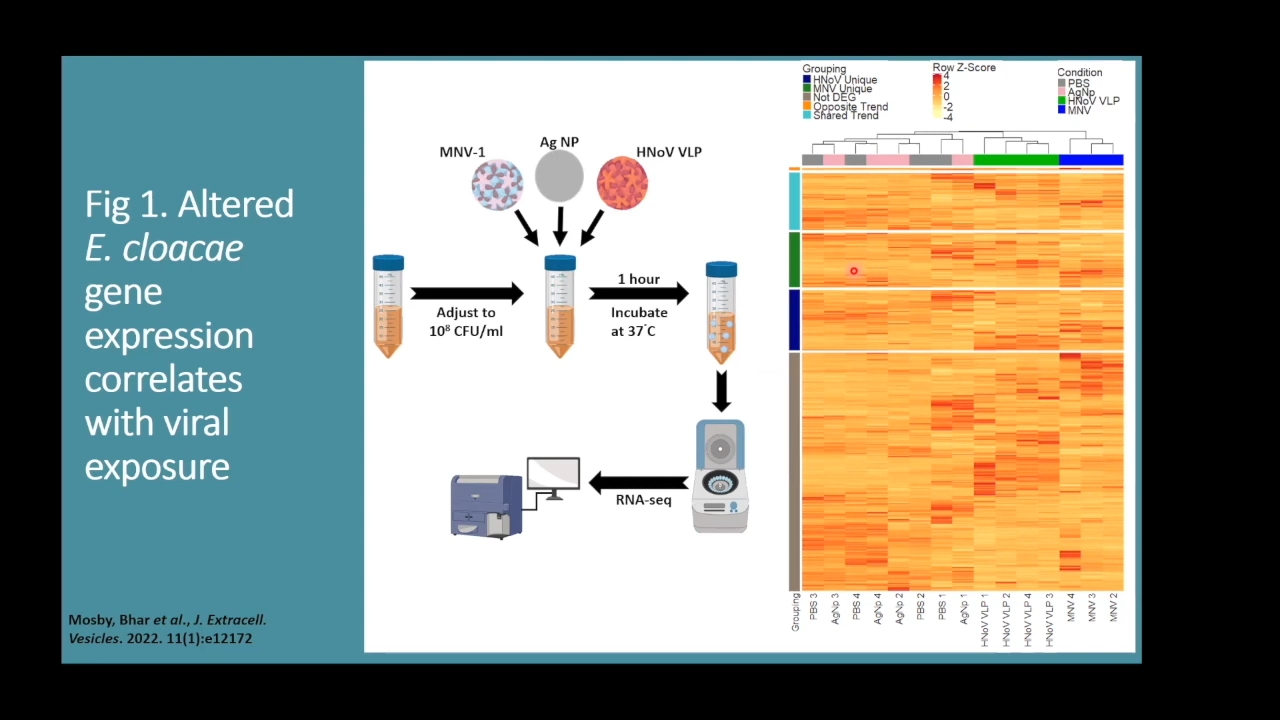 Fig 1. Altered
E. cloacae
gene
expression
correlates
with viral
exposure
Mosby, Bhar et al., J. Extracell.
Vesicles. 2022. 11(1):e12172
MNV-1
Ag NP
HNoV VLP
Adjust to
10⁸ CFU/ml
1 hour
Incubate
at 37°C
RNA-seq
Grouping
HNoV Unique
MNV Unique
Not DEG
Opposite Trend
Shared Trend
Row Z-Score
4
2
0
-2
-4
Condition
PBS
AgNp
HNoV VLP
MNV
Grouping
PBS 3
AgNp 3
PBS 4
AgNp 4
AgNp 2
PBS 2
PBS 1
AgNp 1
HNoV VLP 1
HNoV VLP 2
HNoV VLP 4
HNoV VLP 3
MNV 4
MNV 3
MNV 2